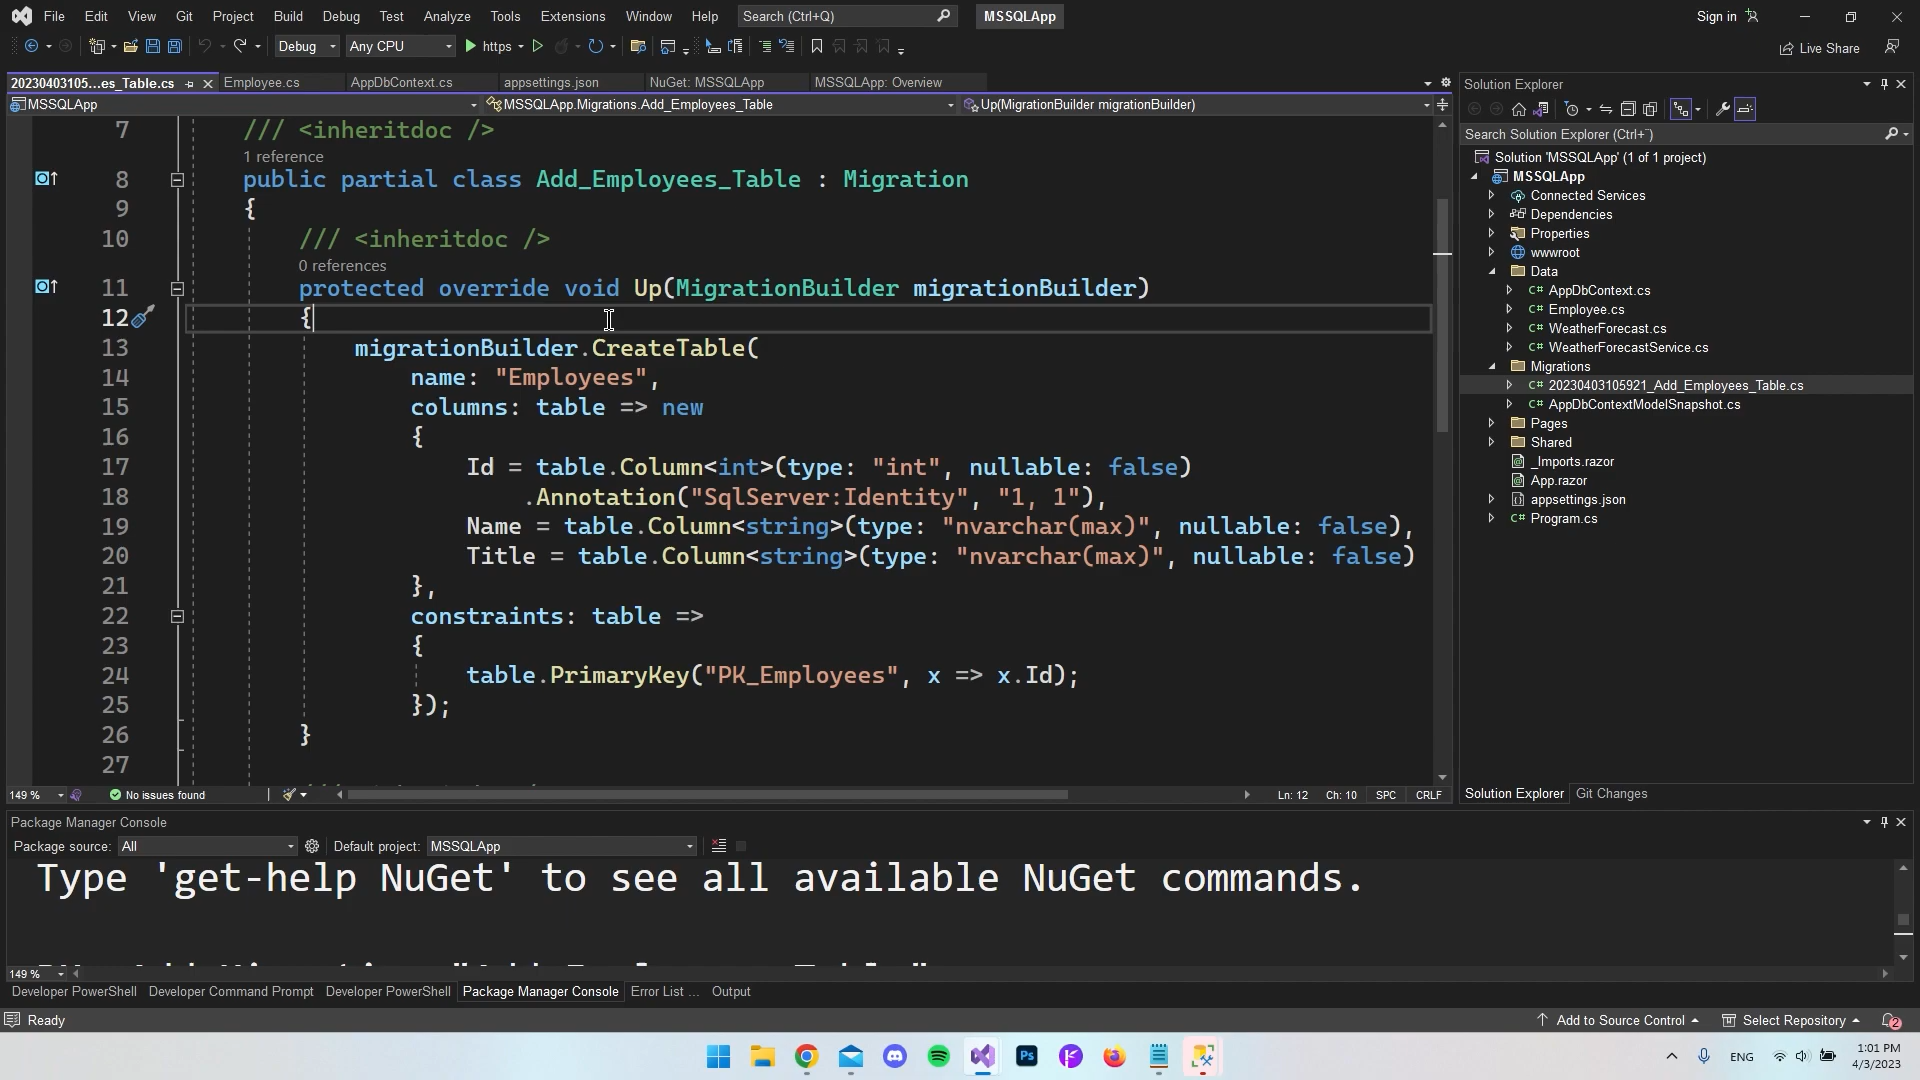 File Edit View Git Project Build Debug Test Analyze Tools Extensions Window Help Search (Ctrl+Q) MSSQLApp Sign in
Debug Any CPU https Live Share
20230403105...es_Table.cs Employee.cs AppDbContext.cs appsettings.json NuGet: MSSQLApp MSSQLApp: Overview
MSSQLApp MSSQLApp.Migrations.Add_Employees_Table Up(MigrationBuilder migrationBuilder)
7 /// <inheritdoc />
1 reference
8 public partial class Add_Employees_Table : Migration
9 {
10 /// <inheritdoc />
0 references
11 protected override void Up(MigrationBuilder migrationBuilder)
12 {
13 migrationBuilder.CreateTable(
14 name: "Employees",
15 columns: table => new
16 {
17 Id = table.Column<int>(type: "int", nullable: false)
18 .Annotation("SqlServer:Identity", "1, 1"),
19 Name = table.Column<string>(type: "nvarchar(max)", nullable: false),
20 Title = table.Column<string>(type: "nvarchar(max)", nullable: false)
21 },
22 constraints: table =>
23 {
24 table.PrimaryKey("PK_Employees", x => x.Id);
25 });
26 }
27
149 % No issues found Ln: 12 Ch: 10 SPC CRLF
Solution Explorer
Search Solution Explorer (Ctrl+¨)
Solution 'MSSQLApp' (1 of 1 project)
MSSQLApp
Connected Services
Dependencies
Properties
wwwroot
Data
C# AppDbContext.cs
C# Employee.cs
C# WeatherForecast.cs
C# WeatherForecastService.cs
Migrations
C# 20230403105921_Add_Employees_Table.cs
C# AppDbContextModelSnapshot.cs
Pages
Shared
_Imports.razor
App.razor
appsettings.json
C# Program.cs
Solution Explorer Git Changes
Package Manager Console
Package source: All Default project: MSSQLApp
Type 'get-help NuGet' to see all available NuGet commands.
149 %
Developer PowerShell Developer Command Prompt Developer PowerShell Package Manager Console Error List ... Output
Ready Add to Source Control Select Repository 2
Ps
ENG
1:01 PM
4/3/2023